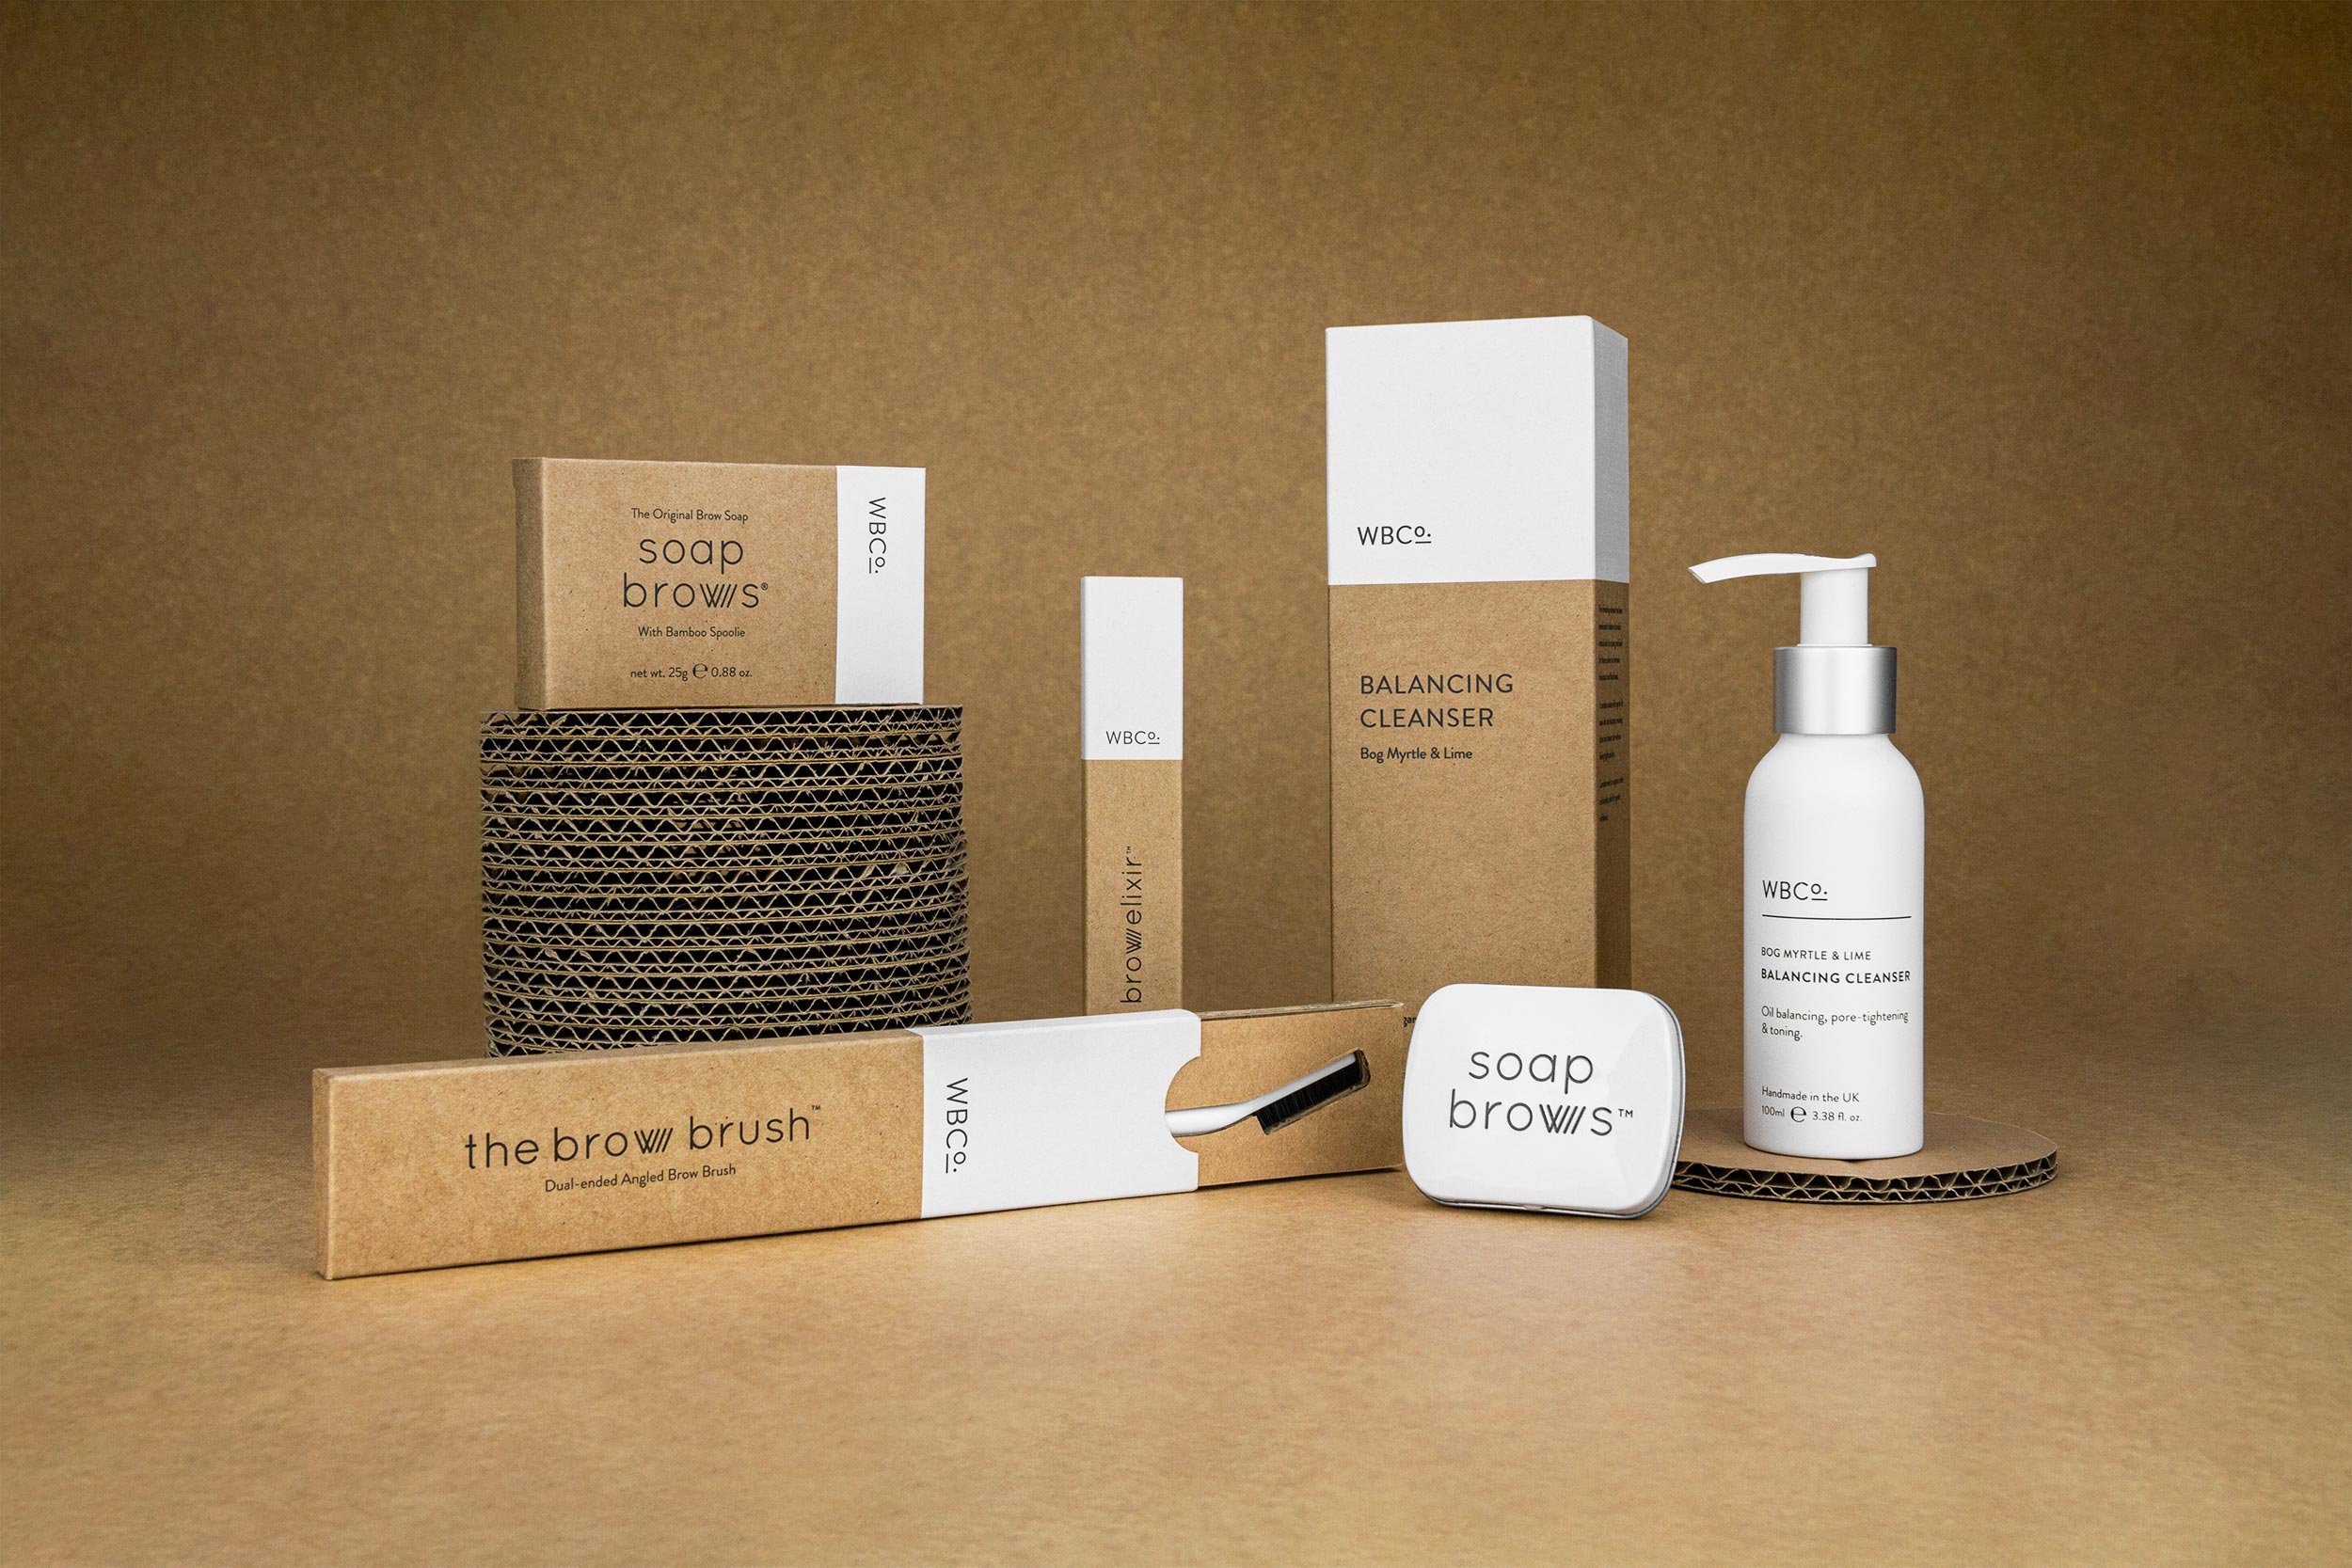 The Original Brow Soap
soap
brows®
With Bamboo Spoolie
net wt. 25g ℮ 0.88 oz.
WBCo.
WBCo.
browelixir™
WBCo.
BALANCING
CLEANSER
Bog Myrtle & Lime
the brow brush™
Dual-ended Angled Brow Brush
WBCo.
soap
brows™
WBCo.
BOG MYRTLE & LIME
BALANCING CLEANSER
Oil balancing, pore-tightening
& toning.
Handmade in the UK
100ml ℮ 3.38 fl. oz.